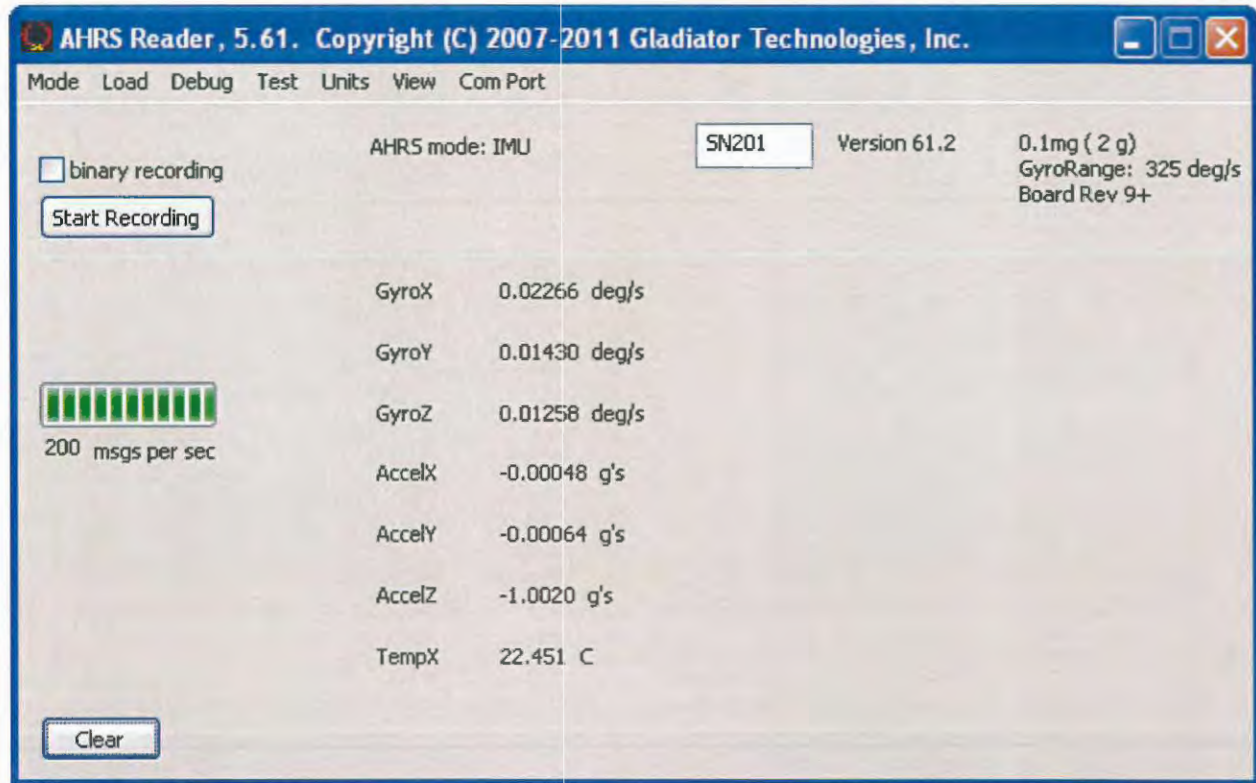 AHRS Reader, 5.61. Copyright (C) 2007-2011 Gladiator Technologies, Inc.
Mode Load Debug Test Units View Com Port
AHRS mode: IMU
SN201
Version 61.2
0.1mg ( 2 g)
GyroRange: 325 deg/s
Board Rev 9+
binary recording
Start Recording
GyroX 0.02266 deg/s
GyroY 0.01430 deg/s
GyroZ 0.01258 deg/s
200 msgs per sec
AccelX -0.00048 g's
AccelY -0.00064 g's
AccelZ -1.0020 g's
TempX 22.451 C
Clear